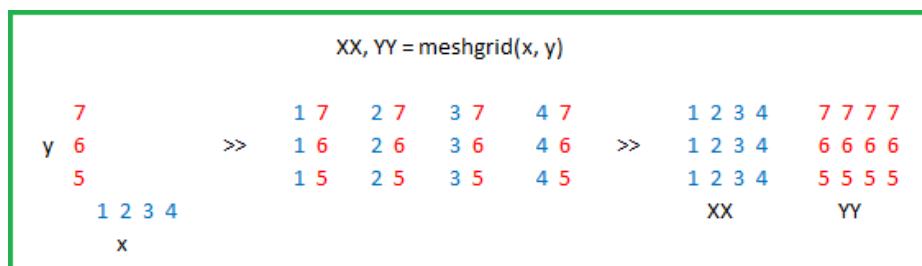 XX, YY = meshgrid(x, y)
7 1 7 2 7 3 7 4 7 1 2 3 4 7 7 7 7
y 6 >> 1 6 2 6 3 6 4 6 >> 1 2 3 4 6 6 6 6
5 1 5 2 5 3 5 4 5 1 2 3 4 5 5 5 5
1 2 3 4 XX YY
x